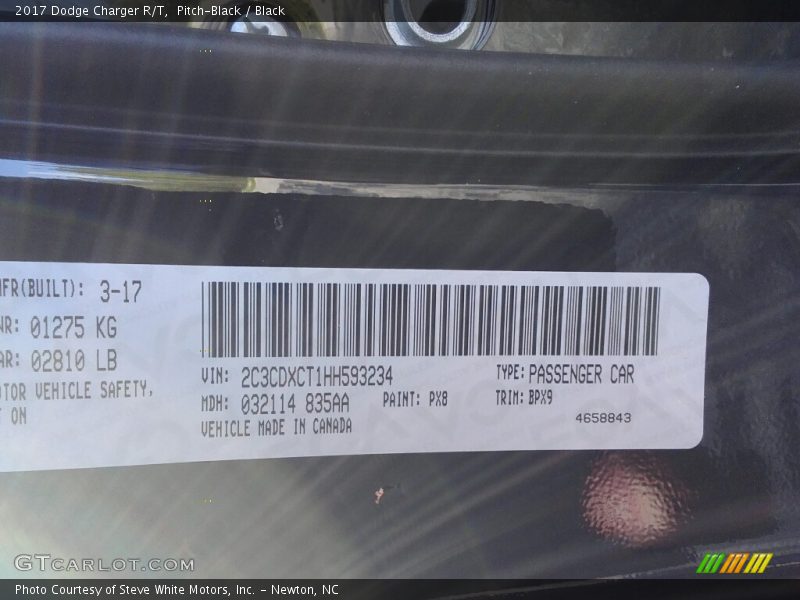 2017 Dodge Charger R/T, Pitch-Black / Black
MFR(BUILT): 3-17
01275 KG
02810 LB
VEHICLE SAFETY,
ON
VIN: 2C3CDXCT1HH593234
TYPE: PASSENGER CAR
MDH: 032114 835AA
PAINT: PX8
TRIM: BPX9
VEHICLE MADE IN CANADA
4658843
GTCARLOT.COM
Photo Courtesy of Steve White Motors, Inc. – Newton, NC